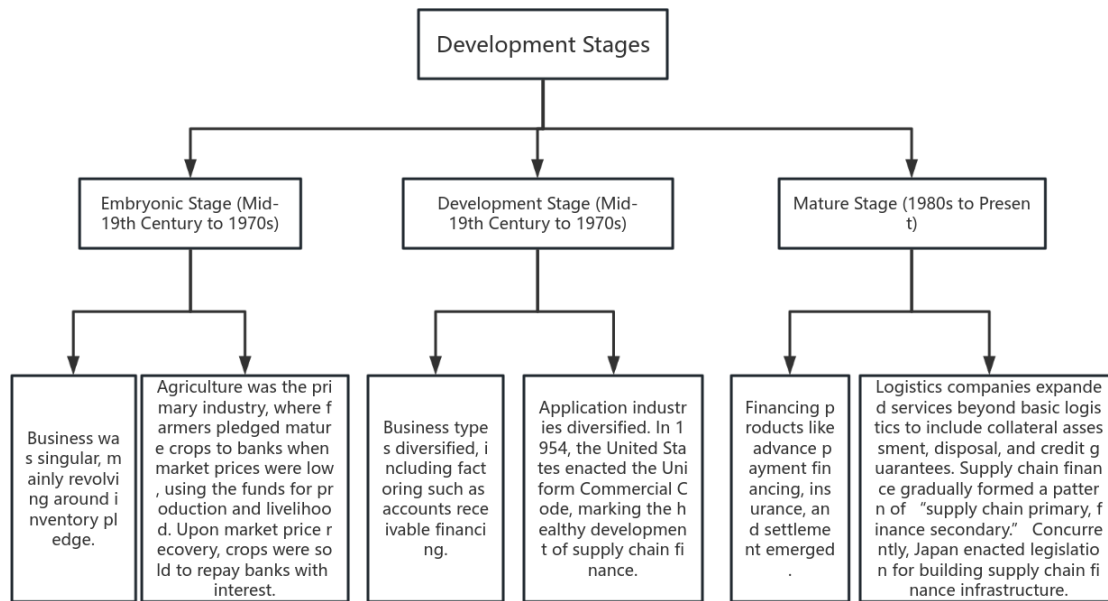 Development Stages
Embryonic Stage (Mid-
19th Century to 1970s)
Development Stage (Mid-
19th Century to 1970s)
Mature Stage (1980s to Presen
t)
Business wa
s singular, m
ainly revolvi
ng around i
nventory pl
edge.
Agriculture was the pri
mary industry, where f
armers pledged matur
e crops to banks when
market prices were low
, using the funds for pr
oduction and livelihoo
d. Upon market price r
ecovery, crops were so
ld to repay banks with
interest.
Business type
s diversified, i
ncluding fact
oring such as
accounts rece
ivable financi
ng.
Application industr
ies diversified. In 1
954, the United Sta
tes enacted the Uni
form Commercial C
ode, marking the h
ealthy developmen
t of supply chain fi
nance.
Financing p
roducts like
advance p
ayment fin
ancing, ins
urance, an
d settleme
nt emerged
.
Logistics companies expande
d services beyond basic logis
tics to include collateral asses
sment, disposal, and credit g
uarantees. Supply chain finan
ce gradually formed a patter
n of “supply chain primary, f
inance secondary.” Concurre
ntly, Japan enacted legislatio
n for building supply chain fi
nance infrastructure.